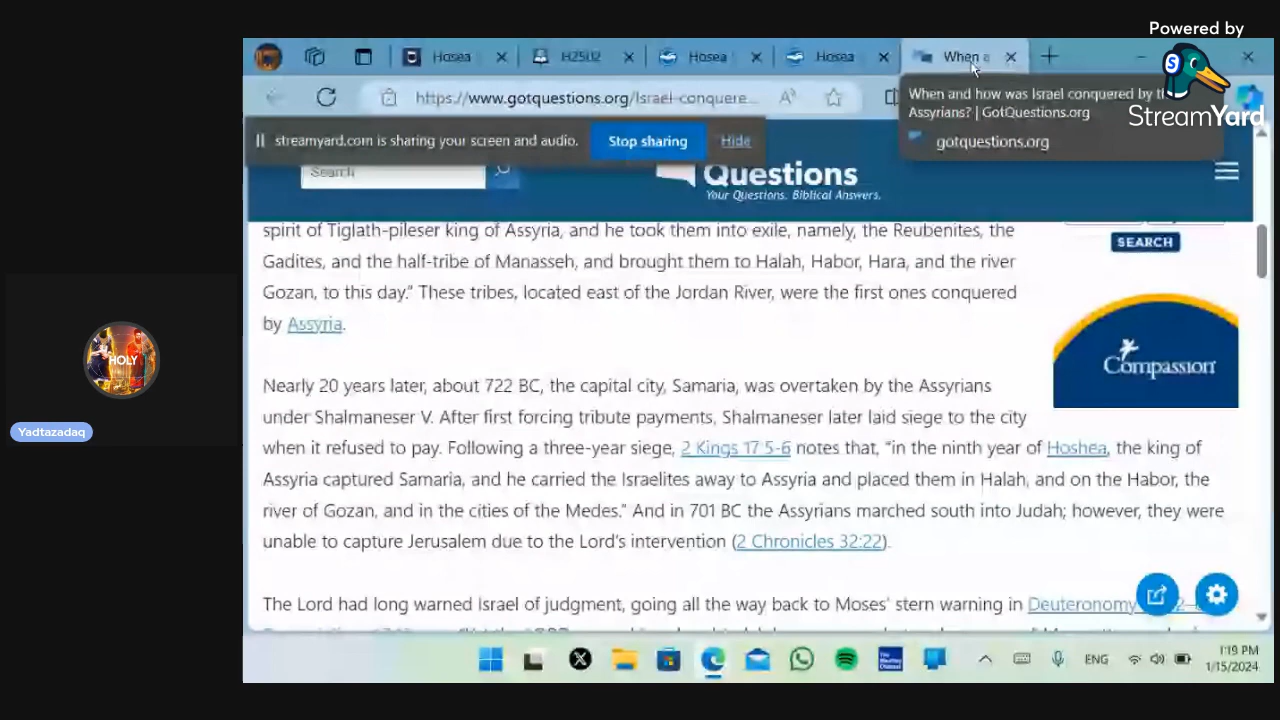 Powered by
StreamYard
Hosea
H2502
Hosea
Hosea
When a
https://www.gotquestions.org/Israel-conquere...
When and how was Israel conquered by the
Assyrians? | GotQuestions.org
gotquestions.org
streamyard.com is sharing your screen and audio.
Stop sharing
Hide
Search
Questions
Your Questions. Biblical Answers.
SEARCH
spirit of Tiglath-pileser king of Assyria, and he took them into exile, namely, the Reubenites, the
Gadites, and the half-tribe of Manasseh, and brought them to Halah, Habor, Hara, and the river
Gozan, to this day.” These tribes, located east of the Jordan River, were the first ones conquered
by Assyria.
Compassion
Nearly 20 years later, about 722 BC, the capital city, Samaria, was overtaken by the Assyrians
under Shalmaneser V. After first forcing tribute payments, Shalmaneser later laid siege to the city
when it refused to pay. Following a three-year siege, 2 Kings 17:5-6 notes that, “in the ninth year of Hoshea, the king of
Assyria captured Samaria, and he carried the Israelites away to Assyria and placed them in Halah, and on the Habor, the
river of Gozan, and in the cities of the Medes.” And in 701 BC the Assyrians marched south into Judah; however, they were
unable to capture Jerusalem due to the Lord’s intervention (2 Chronicles 32:22).
The Lord had long warned Israel of judgment, going all the way back to Moses’ stern warning in Deuteronomy
HOLY
Yadtazadaq
ENG
1:19 PM
1/15/2024